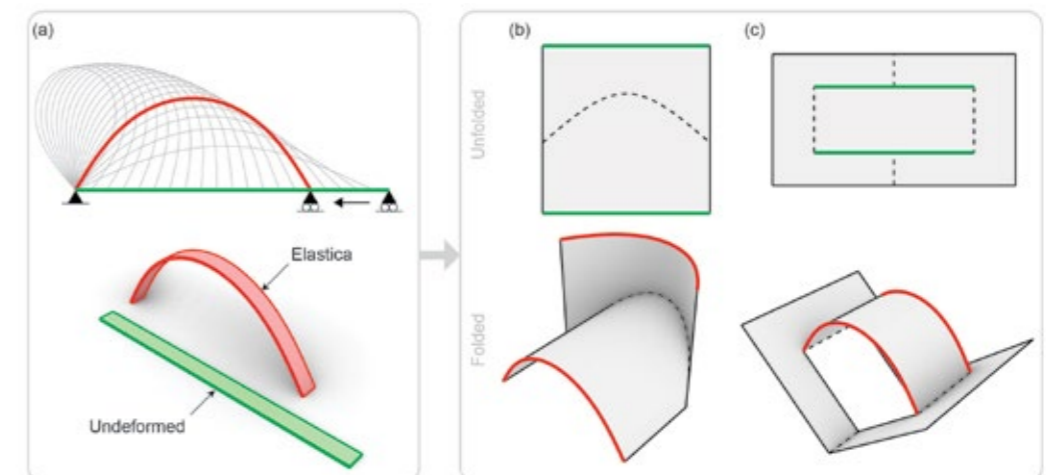 (a)
Elastica
Undeformed
Unfolded
Folded
(b)
(c)